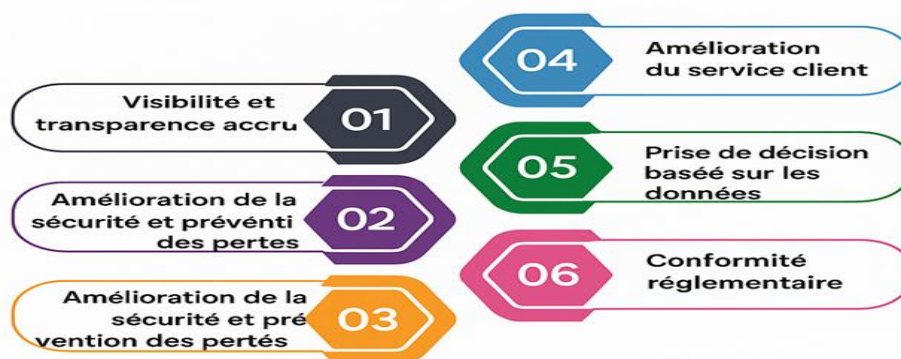 01
Visibilité et
transparence accru
02
Amélioration de la
sécurité et préventi
des pertes
03
Amélioration de la
sécurité et pré
vention des pertés
04
Amélioration
du service client
05
Prise de décision
baséé sur les
données
06
Conformité
réglementaire